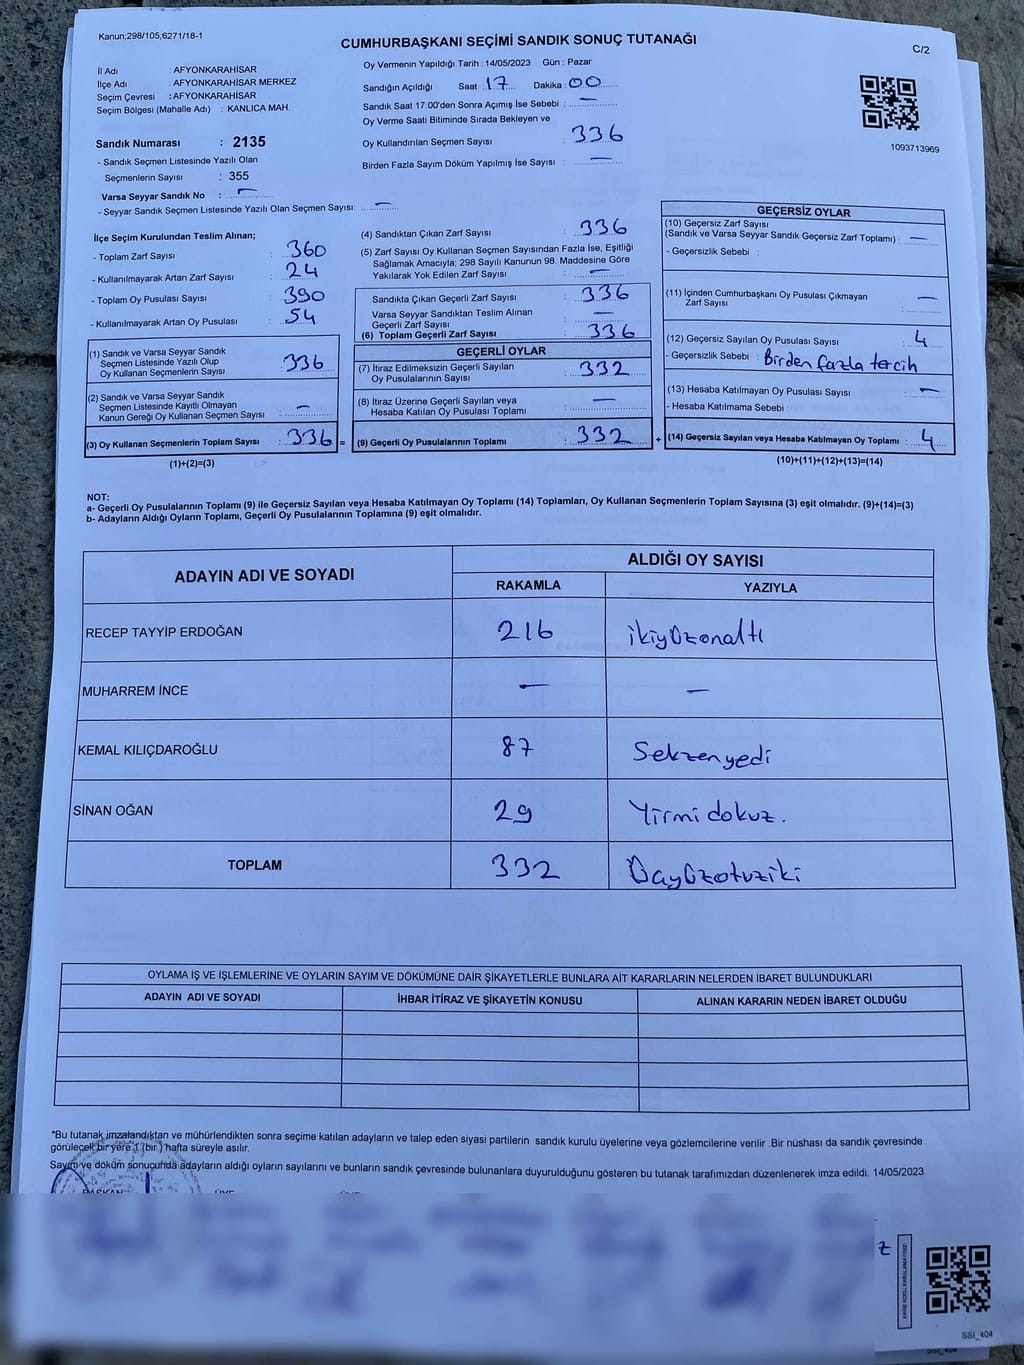 Kanun;298/105;6271/18-1
CUMHURBAŞKANI SEÇİMİ SANDIK SONUÇ TUTANAĞI
C/2
İl Adı : AFYONKARAHİSAR
İlçe Adı : AFYONKARAHİSAR MERKEZ
Seçim Çevresi : AFYONKARAHİSAR
Seçim Bölgesi (Mahalle Adı) : KANLICA MAH.
Sandık Numarası : 2135
- Sandık Seçmen Listesinde Yazılı Olan
Seçmenlerin Sayısı : 355
Varsa Seyyar Sandık No : —
- Seyyar Sandık Seçmen Listesinde Yazılı Olan Seçmen Sayısı: —
Oy Vermenin Yapıldığı Tarih : 14/05/2023 Gün : Pazar
Sandığın Açıldığı Saat : 17 Dakika : 00
Sandık Saat 17:00'den Sonra Açımış İse Sebebi : —
Oy Verme Saati Bitiminde Sırada Bekleyen ve
Oy Kullandırılan Seçmen Sayısı : 336
Birden Fazla Sayım Döküm Yapılmış İse Sayısı : —
1093713969
İlçe Seçim Kurulundan Teslim Alınan;
- Toplam Zarf Sayısı : 360
- Kullanılmayarak Artan Zarf Sayısı : 24
- Toplam Oy Pusulası Sayısı : 390
- Kullanılmayarak Artan Oy Pusulası : 54
(1) Sandık ve Varsa Seyyar Sandık
Seçmen Listesinde Yazılı Olup
Oy Kullanan Seçmenlerin Sayısı : 336
(2) Sandık ve Varsa Seyyar Sandık
Seçmen Listesinde Kayıtlı Olmayan
Kanun Gereği Oy Kullanan Seçmen Sayısı : —
(3) Oy Kullanan Seçmenlerin Toplam Sayısı : 336 =
(1)+(2)=(3)
(4) Sandıktan Çıkan Zarf Sayısı : 336
(5) Zarf Sayısı Oy Kullanan Seçmen Sayısından Fazla İse, Eşitliği
Sağlamak Amacıyla; 298 Sayılı Kanunun 98. Maddesine Göre
Yakılarak Yok Edilen Zarf Sayısı : —
Sandıkta Çıkan Geçerli Zarf Sayısı : 336
Varsa Seyyar Sandıktan Teslim Alınan
Geçerli Zarf Sayısı : —
(6) Toplam Geçerli Zarf Sayısı : 336
GEÇERLİ OYLAR
(7) İtiraz Edilmeksizin Geçerli Sayılan
Oy Pusulalarının Sayısı : 332
(8) İtiraz Üzerine Geçerli Sayılan veya
Hesaba Katılan Oy Pusulası Toplamı : —
(9) Geçerli Oy Pusulalarının Toplamı : 332 +
GEÇERSİZ OYLAR
(10) Geçersiz Zarf Sayısı
(Sandık ve Varsa Seyyar Sandık Geçersiz Zarf Toplamı) : —
- Geçersizlik Sebebi :
(11) İçinden Cumhurbaşkanı Oy Pusulası Çıkmayan
Zarf Sayısı : —
(12) Geçersiz Sayılan Oy Pusulası Sayısı : 4
- Geçersizlik Sebebi : Birden fazla tercih
(13) Hesaba Katılmayan Oy Pusulası Sayısı : —
- Hesaba Katılmama Sebebi :
(14) Geçersiz Sayılan veya Hesaba Katılmayan Oy Toplamı : 4
(10)+(11)+(12)+(13)=(14)
NOT:
a- Geçerli Oy Pusulalarının Toplamı (9) ile Geçersiz Sayılan veya Hesaba Katılmayan Oy Toplamı (14) Toplamları, Oy Kullanan Seçmenlerin Toplam Sayısına (3) eşit olmalıdır. (9)+(14)=(3)
b- Adayların Aldığı Oyların Toplamı, Geçerli Oy Pusulalarının Toplamına (9) eşit olmalıdır.
ADAYIN ADI VE SOYADI
ALDIĞI OY SAYISI
RAKAMLA YAZIYLA
RECEP TAYYİP ERDOĞAN 216 ikiyüzonaltı
MUHARREM İNCE — —
KEMAL KILIÇDAROĞLU 87 Seksenyedi
SİNAN OĞAN 29 Yirmidokuz.
TOPLAM 332 Üçyüzotuziki
OYLAMA İŞ VE İŞLEMLERİNE VE OYLARIN SAYIM VE DÖKÜMÜNE DAİR ŞİKAYETLERLE BUNLARA AİT KARARLARIN NELERDEN İBARET BULUNDUKLARI
ADAYIN ADI VE SOYADI İHBAR İTİRAZ VE ŞİKAYETİN KONUSU ALINAN KARARIN NEDEN İBARET OLDUĞU
*Bu tutanak imzalandıktan ve mühürlendikten sonra seçime katılan adayların ve talep eden siyasi partilerin sandık kurulu üyelerine veya gözlemcilerine verilir .Bir nüshası da sandık çevresinde
görülecek bir yere 1 (bir ) hafta süreyle asılır.
Sayım ve döküm sonucunda adayların aldığı oyların sayılarını ve bunların sandık çevresinde bulunanlara duyurulduğunu gösteren bu tutanak tarafımızdan düzenlenerek imza edildi. 14/05/2023
BAŞKAN ÜYE ÜYE
z
KARE KODU KARALAMAYINIZ!
SSI_404
SSI_404